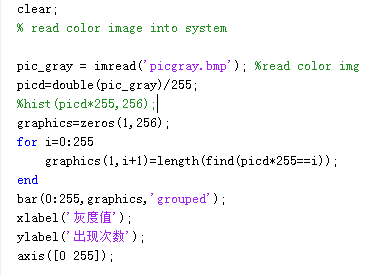 clear;
% read color image into system
pic_gray = imread('picgray.bmp'); %read color img
picd=double(pic_gray)/255;
%hist(picd*255,256);
graphics=zeros(1,256);
for i=0:255
    graphics(1,i+1)=length(find(picd*255==i));
end
bar(0:255,graphics,'grouped');
xlabel('灰度值');
ylabel('出现次数');
axis([0 255]);